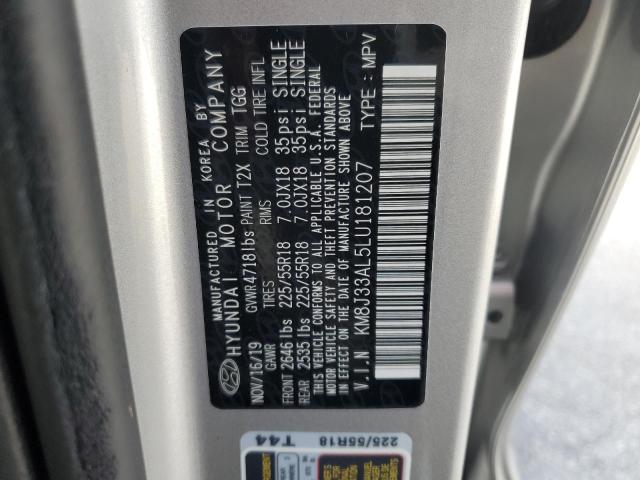 MANUFACTURED IN KOREA BY
HYUNDAI MOTOR COMPANY
NOV/16/19 GVWR 4718 lbs PAINT T2X TRIM TGG
GAWR TIRES RIMS COLD TIRE INFL
FRONT 2646 lbs 225/55R18 7.0JX18 35psi SINGLE
REAR 2535 lbs 225/55R18 7.0JX18 35psi SINGLE
THIS VEHICLE CONFORMS TO ALL APPLICABLE U.S.A. FEDERAL
MOTOR VEHICLE SAFETY AND THEFT PREVENTION STANDARDS
IN EFFECT ON THE DATE OF MANUFACTURE SHOWN ABOVE
V.I.N KM8J33AL5LU181207 TYPE: MPV
T44
225/55R18